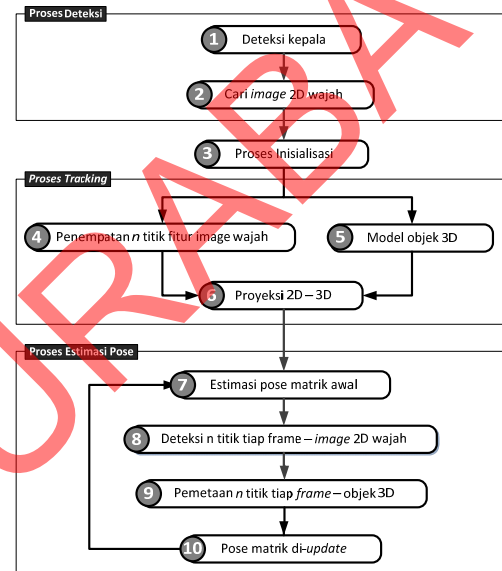 Proses Deteksi
1 Deteksi kepala
2 Cari image 2D wajah
3 Proses Inisialisasi
Proses Tracking
4 Penempatan n titik fitur image wajah
5 Model objek 3D
6 Proyeksi 2D – 3D
Proses Estimasi Pose
7 Estimasi pose matrik awal
8 Deteksi n titik tiap frame – image 2D wajah
9 Pemetaan n titik tiap frame – objek 3D
10 Pose matrik di-update
URABA